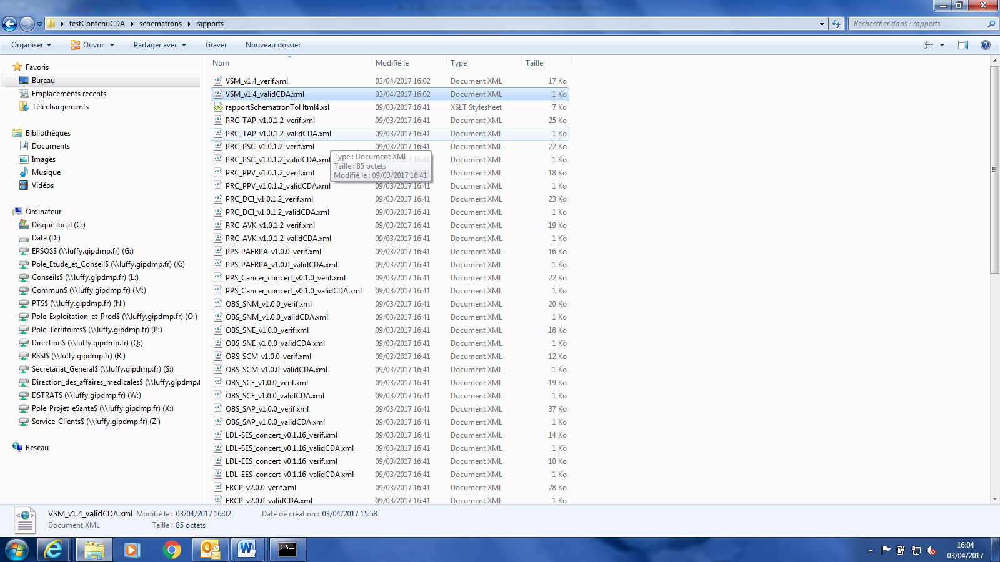 testContenuCDA schematrons rapports
Rechercher dans : rapports
Organiser Ouvrir Partager avec Graver Nouveau dossier
Favoris
Bureau
Emplacements récents
Téléchargements
Bibliothèques
Documents
Images
Musique
Vidéos
Ordinateur
Disque local (C:)
Data (D:)
EPSOS$ (\\luffy.gipdmp.fr) (G:)
Pole_Etude_et_Conseil$ (\\luffy.gipdmp.fr) (K:)
Conseils$ (\\luffy.gipdmp.fr) (L:)
Commun$ (\\luffy.gipdmp.fr) (M:)
PTS$ (\\luffy.gipdmp.fr) (N:)
Pole_Exploitation_et_Prod$ (\\luffy.gipdmp.fr) (O:)
Pole_Territoires$ (\\luffy.gipdmp.fr) (P:)
Direction$ (\\luffy.gipdmp.fr) (Q:)
RSSI$ (\\luffy.gipdmp.fr) (R:)
Secretariat_General$ (\\luffy.gipdmp.fr) (S:)
Direction_des_affaires_medicales$ (\\luffy.gipdmp.f
DSTRAT$ (\\luffy.gipdmp.fr) (W:)
Pole_Projet_eSante$ (\\luffy.gipdmp.fr) (X:)
Service_Clients$ (\\luffy.gipdmp.fr) (Z:)
Réseau
Nom Modifié le Type Taille
VSM_v1.4_verif.xml 03/04/2017 16:02 Document XML 17 Ko
VSM_v1.4_validCDA.xml 03/04/2017 16:02 Document XML 1 Ko
rapportSchematronToHtml4.xsl 09/03/2017 16:41 XSLT Stylesheet 7 Ko
PRC_TAP_v1.0.1.2_verif.xml 09/03/2017 16:41 Document XML 25 Ko
PRC_TAP_v1.0.1.2_validCDA.xml 09/03/2017 16:41 Document XML 1 Ko
PRC_PSC_v1.0.1.2_verif.xml 09/03/2017 16:41 Document XML 22 Ko
PRC_PSC_v1.0.1.2_validCDA.xml Document XML 1 Ko
PRC_PPV_v1.0.1.2_verif.xml Document XML 18 Ko
Type : Document XML
Taille : 85 octets
Modifié le : 09/03/2017 16:41
PRC_PPV_v1.0.1.2_validCDA.xml 09/03/2017 16:41 Document XML 1 Ko
PRC_DCI_v1.0.1.2_verif.xml 09/03/2017 16:41 Document XML 23 Ko
PRC_DCI_v1.0.1.2_validCDA.xml 09/03/2017 16:41 Document XML 1 Ko
PRC_AVK_v1.0.1.2_verif.xml 09/03/2017 16:41 Document XML 19 Ko
PRC_AVK_v1.0.1.2_validCDA.xml 09/03/2017 16:41 Document XML 1 Ko
PPS-PAERPA_v1.0.0_verif.xml 09/03/2017 16:41 Document XML 16 Ko
PPS-PAERPA_v1.0.0_validCDA.xml 09/03/2017 16:41 Document XML 1 Ko
PPS_Cancer_concert_v0.1.0_verif.xml 09/03/2017 16:41 Document XML 22 Ko
PPS_Cancer_concert_v0.1.0_validCDA.xml 09/03/2017 16:41 Document XML 1 Ko
OBS_SNM_v1.0.0_verif.xml 09/03/2017 16:41 Document XML 20 Ko
OBS_SNM_v1.0.0_validCDA.xml 09/03/2017 16:41 Document XML 1 Ko
OBS_SNE_v1.0.0_verif.xml 09/03/2017 16:41 Document XML 18 Ko
OBS_SNE_v1.0.0_validCDA.xml 09/03/2017 16:41 Document XML 1 Ko
OBS_SCM_v1.0.0_verif.xml 09/03/2017 16:41 Document XML 12 Ko
OBS_SCM_v1.0.0_validCDA.xml 09/03/2017 16:41 Document XML 1 Ko
OBS_SCE_v1.0.0_verif.xml 09/03/2017 16:41 Document XML 19 Ko
OBS_SCE_v1.0.0_validCDA.xml 09/03/2017 16:41 Document XML 1 Ko
OBS_SAP_v1.0.0_verif.xml 09/03/2017 16:41 Document XML 37 Ko
OBS_SAP_v1.0.0_validCDA.xml 09/03/2017 16:41 Document XML 1 Ko
LDL-SES_concert_v0.1.16_verif.xml 09/03/2017 16:41 Document XML 14 Ko
LDL-SES_concert_v0.1.16_validCDA.xml 09/03/2017 16:41 Document XML 1 Ko
LDL-EES_concert_v0.1.16_verif.xml 09/03/2017 16:41 Document XML 10 Ko
LDL-EES_concert_v0.1.16_validCDA.xml 09/03/2017 16:41 Document XML 1 Ko
FRCP_v2.0.0_verif.xml 09/03/2017 16:41 Document XML 28 Ko
FRCP_v2.0.0_validCDA.xml 09/03/2017 16:41 Document XML 1 Ko
VSM_v1.4_validCDA.xml Modifié le : 03/04/2017 16:02 Date de création : 03/04/2017 15:58
Document XML Taille : 85 octets
16:04
03/04/2017